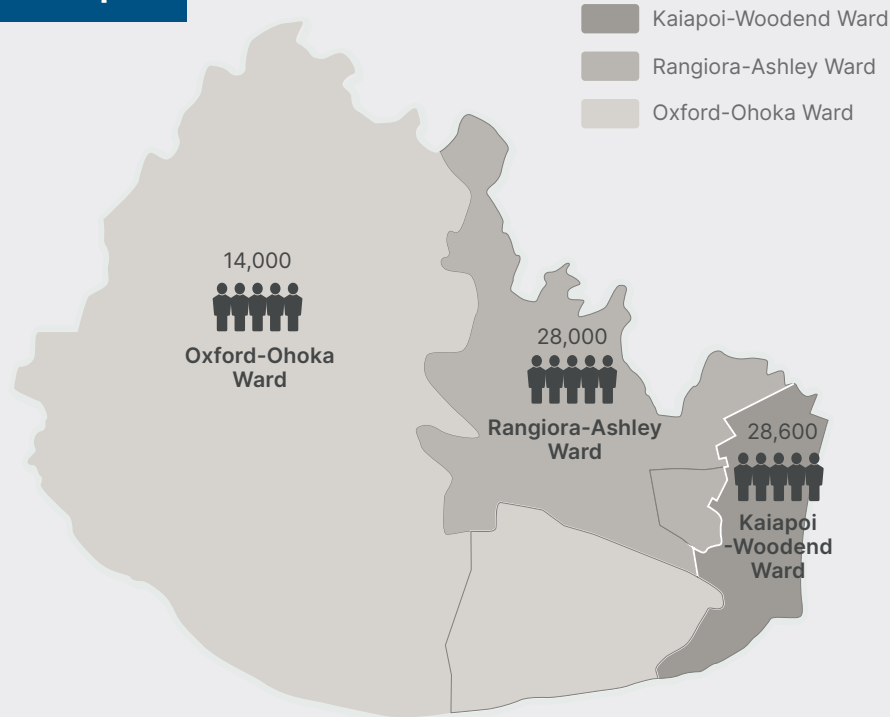 Kaiapoi-Woodend Ward
Rangiora-Ashley Ward
Oxford-Ohoka Ward
14,000
Oxford-Ohoka
Ward
28,000
Rangiora-Ashley
Ward
28,600
Kaiapoi
-Woodend
Ward